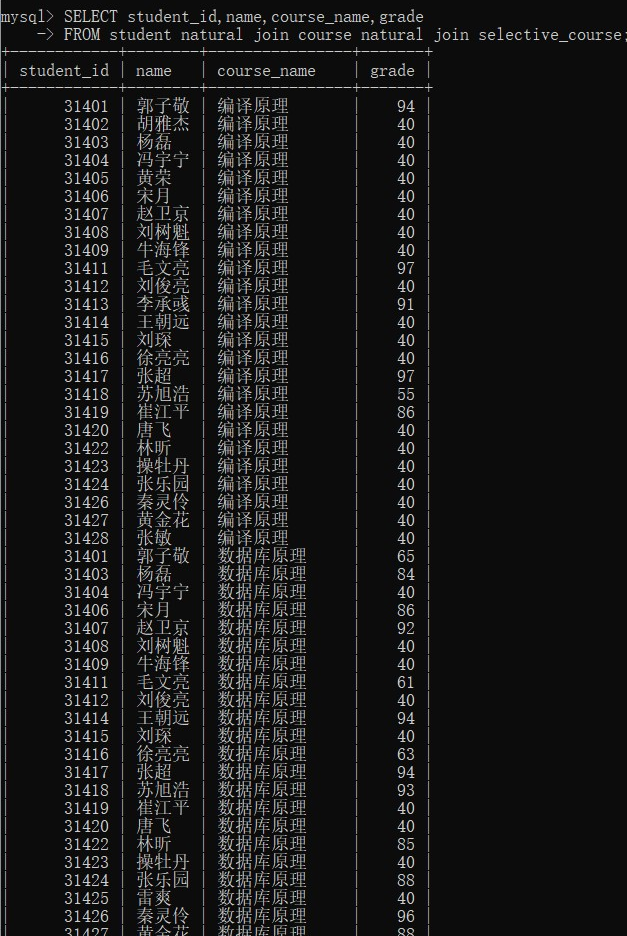 mysql> SELECT student_id,name,course_name,grade
    -> FROM student natural join course natural join selective_course;
+------------+--------+----------------+-------+
| student_id | name   | course_name    | grade |
+------------+--------+----------------+-------+
| 31401 | 郭子敬 | 编译原理 | 94 |
| 31402 | 胡雅杰 | 编译原理 | 40 |
| 31403 | 杨磊 | 编译原理 | 40 |
| 31404 | 冯宇宁 | 编译原理 | 40 |
| 31405 | 黄荣 | 编译原理 | 40 |
| 31406 | 宋月 | 编译原理 | 40 |
| 31407 | 赵卫京 | 编译原理 | 40 |
| 31408 | 刘树魁 | 编译原理 | 40 |
| 31409 | 牛海锋 | 编译原理 | 40 |
| 31411 | 毛文亮 | 编译原理 | 97 |
| 31412 | 刘俊亮 | 编译原理 | 40 |
| 31413 | 李承彧 | 编译原理 | 91 |
| 31414 | 王朝远 | 编译原理 | 40 |
| 31415 | 刘琛 | 编译原理 | 40 |
| 31416 | 徐亮亮 | 编译原理 | 40 |
| 31417 | 张超 | 编译原理 | 97 |
| 31418 | 苏旭浩 | 编译原理 | 55 |
| 31419 | 崔江平 | 编译原理 | 86 |
| 31420 | 唐飞 | 编译原理 | 40 |
| 31422 | 林昕 | 编译原理 | 40 |
| 31423 | 操牡丹 | 编译原理 | 40 |
| 31424 | 张乐园 | 编译原理 | 40 |
| 31426 | 秦灵伶 | 编译原理 | 40 |
| 31427 | 黄金花 | 编译原理 | 40 |
| 31428 | 张敏 | 编译原理 | 40 |
| 31401 | 郭子敬 | 数据库原理 | 65 |
| 31403 | 杨磊 | 数据库原理 | 84 |
| 31404 | 冯宇宁 | 数据库原理 | 40 |
| 31406 | 宋月 | 数据库原理 | 86 |
| 31407 | 赵卫京 | 数据库原理 | 92 |
| 31408 | 刘树魁 | 数据库原理 | 40 |
| 31409 | 牛海锋 | 数据库原理 | 40 |
| 31411 | 毛文亮 | 数据库原理 | 61 |
| 31412 | 刘俊亮 | 数据库原理 | 40 |
| 31414 | 王朝远 | 数据库原理 | 94 |
| 31415 | 刘琛 | 数据库原理 | 40 |
| 31416 | 徐亮亮 | 数据库原理 | 63 |
| 31417 | 张超 | 数据库原理 | 94 |
| 31418 | 苏旭浩 | 数据库原理 | 93 |
| 31419 | 崔江平 | 数据库原理 | 40 |
| 31420 | 唐飞 | 数据库原理 | 40 |
| 31422 | 林昕 | 数据库原理 | 85 |
| 31423 | 操牡丹 | 数据库原理 | 40 |
| 31424 | 张乐园 | 数据库原理 | 88 |
| 31425 | 雷爽 | 数据库原理 | 40 |
| 31426 | 秦灵伶 | 数据库原理 | 96 |
| 31427 | 黄金花 | 数据库原理 | 88 |